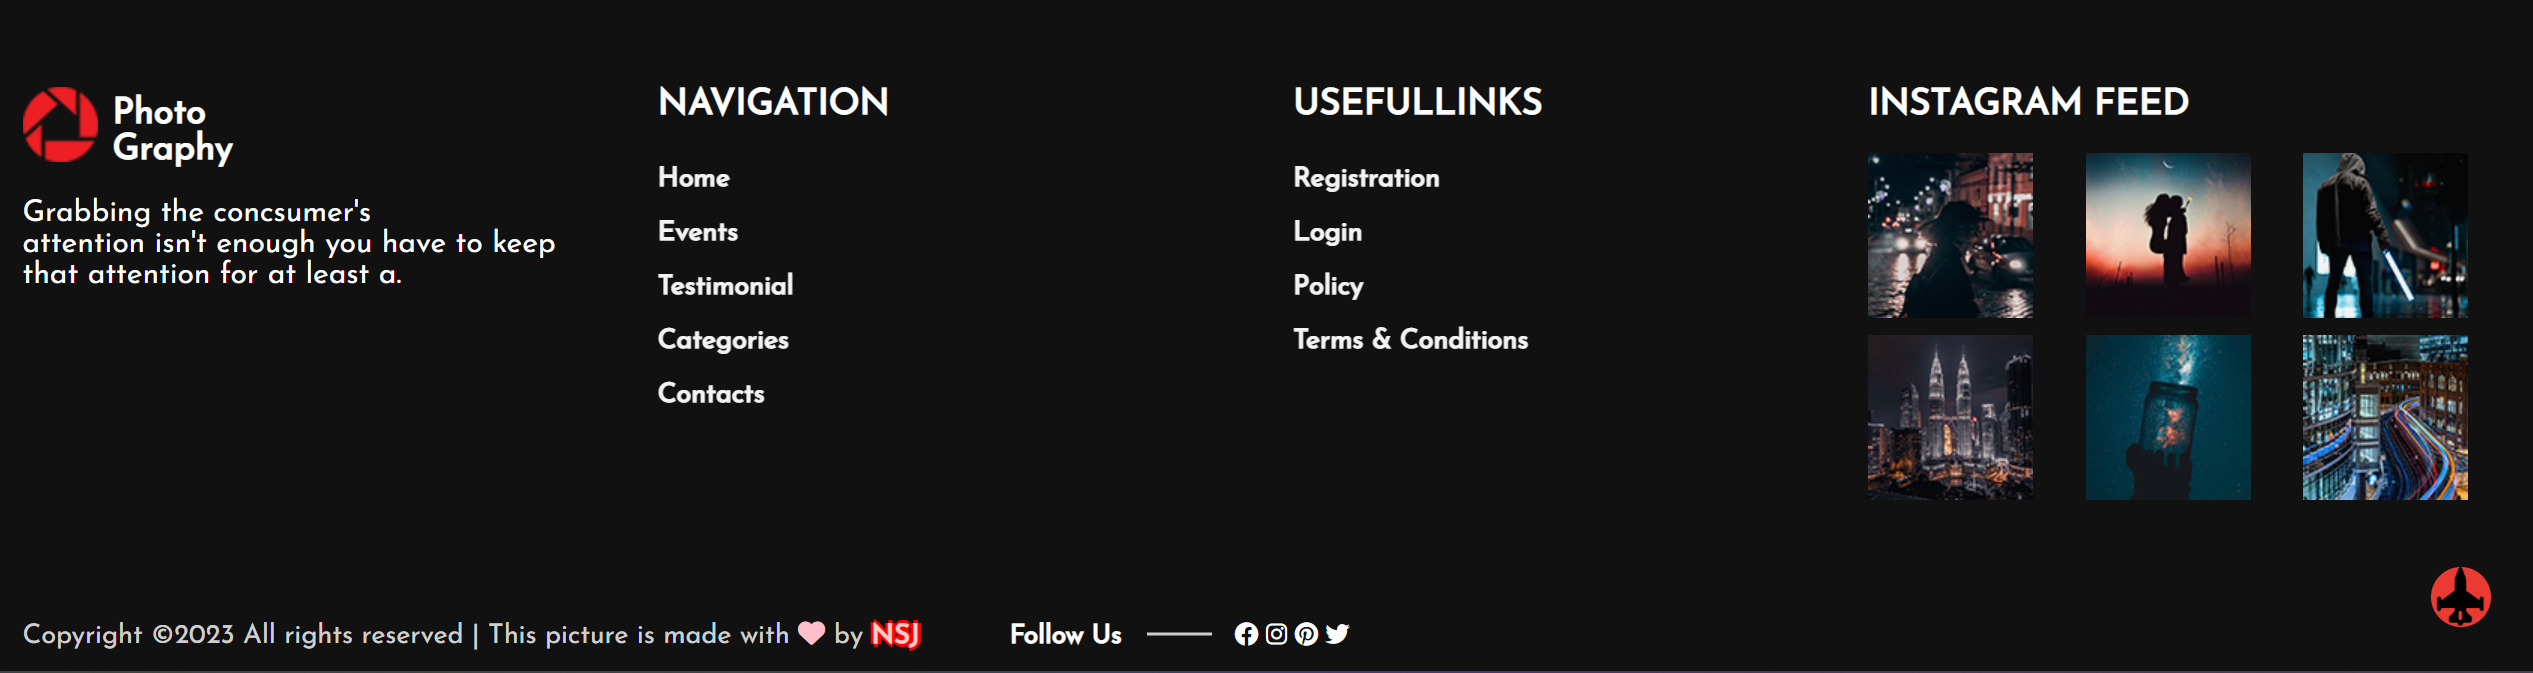 Photo
Graphy
Grabbing the concsumer's
attention isn't enough you have to keep
that attention for at least a.
NAVIGATION
Home
Events
Testimonial
Categories
Contacts
USEFULLINKS
Registration
Login
Policy
Terms & Conditions
INSTAGRAM FEED
Copyright ©2023 All rights reserved | This picture is made with ❤ by NSJ
Follow Us